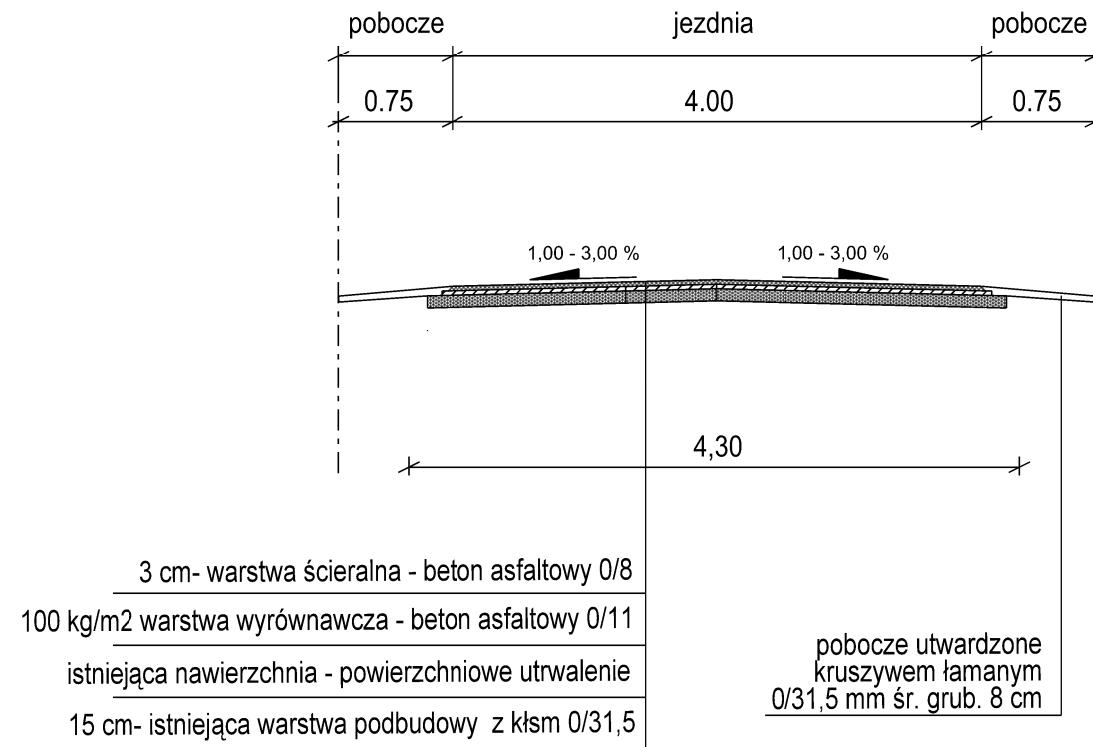 pobocze jezdnia pobocze
0.75 4.00 0.75
1,00 - 3,00 % 1,00 - 3,00 %
4,30
3 cm- warstwa ścieralna - beton asfaltowy 0/8
100 kg/m2 warstwa wyrównawcza - beton asfaltowy 0/11
istniejąca nawierzchnia - powierzchniowe utrwalenie
15 cm- istniejąca warstwa podbudowy z kłsm 0/31,5
pobocze utwardzone
kruszywem łamanym
0/31,5 mm śr. grub. 8 cm